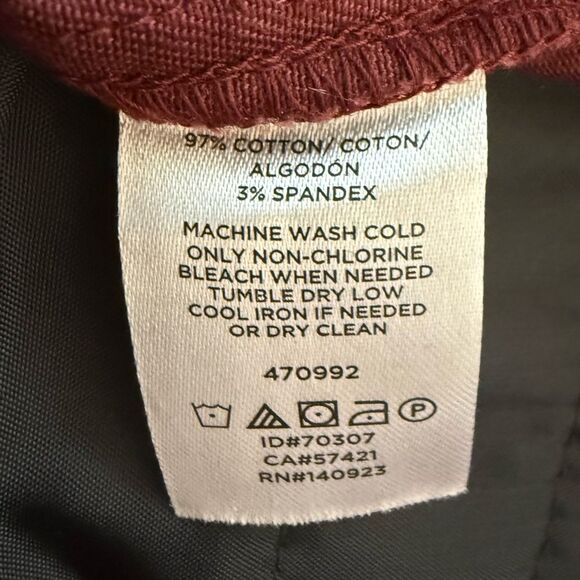 97% COTTON/ COTON/
ALGODÓN
3% SPANDEX
MACHINE WASH COLD
ONLY NON-CHLORINE
BLEACH WHEN NEEDED
TUMBLE DRY LOW
COOL IRON IF NEEDED
OR DRY CLEAN
470992
P
ID#70307
CA#57421
RN#140923